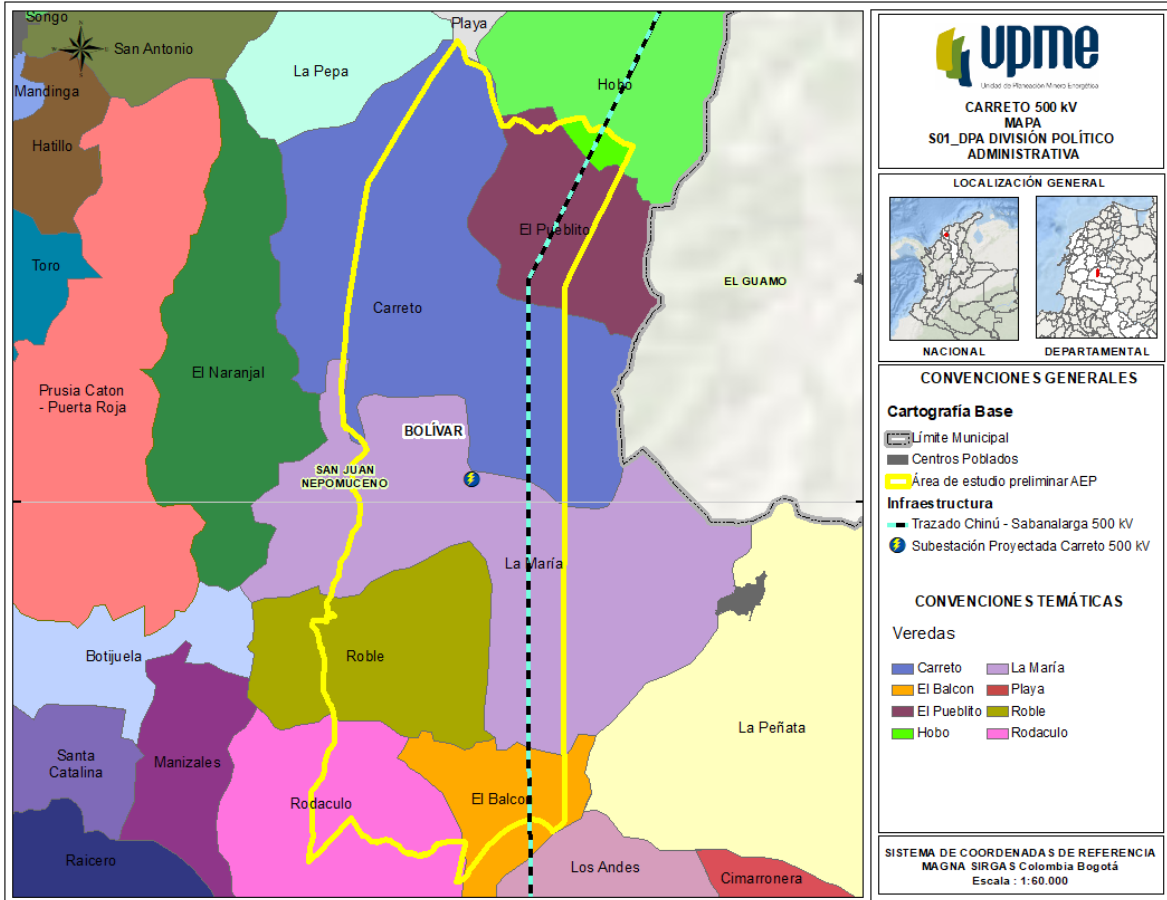 Songo
San Antonio
Playa
La Pepa
Hobo
Mandinga
Hatillo
El Pueblito
Toro
EL GUAMO
Carreto
El Naranjal
Prusia Caton
- Puerta Roja
BOLÍVAR
SAN JUAN
NEPOMUCENO
La María
Botijuela
Roble
La Peñata
Santa
Catalina
Manizales
Rodaculo
El Balcon
Raicero
Los Andes
Cimarronera
upme
Unidad de Planeación Minero Energética
CARRETO 500 kV
MAPA
S01_DPA DIVISIÓN POLÍTICO
ADMINISTRATIVA
LOCALIZACIÓN GENERAL
NACIONAL
DEPARTAMENTAL
CONVENCIONES GENERALES
Cartografía Base
Límite Municipal
Centros Poblados
Área de estudio preliminar AEP
Infraestructura
Trazado Chinú - Sabanalarga 500 kV
Subestación Proyectada Carreto 500 kV
CONVENCIONES TEMÁTICAS
Veredas
Carreto
La María
El Balcon
Playa
El Pueblito
Roble
Hobo
Rodaculo
SISTEMA DE COORDENADAS DE REFERENCIA
MAGNA SIRGAS Colombia Bogotá
Escala : 1:60.000